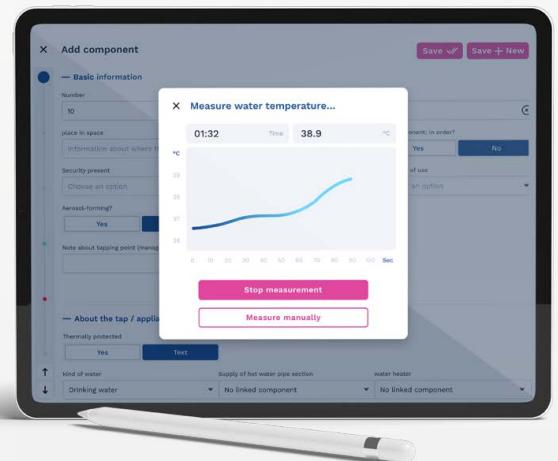 × Add component
Save
Save + New
— Basic information
Number
10
× Measure water temperature...
01:32 Time 38.9 °C
°C
39
38
37
36
0 10 20 30 40 50 60 70 80 90 100 Sec
Stop measurement
Measure manually
place in space
Information about where
in order?
Yes No
Security present
Choose an option
of use
an option
Aerosol-forming?
Yes
Note about tapping point
— About the tap /
Thermally protected
Yes Text
kind of water
Drinking water
Supply of hot water pipe section
No linked component
water heater
No linked component